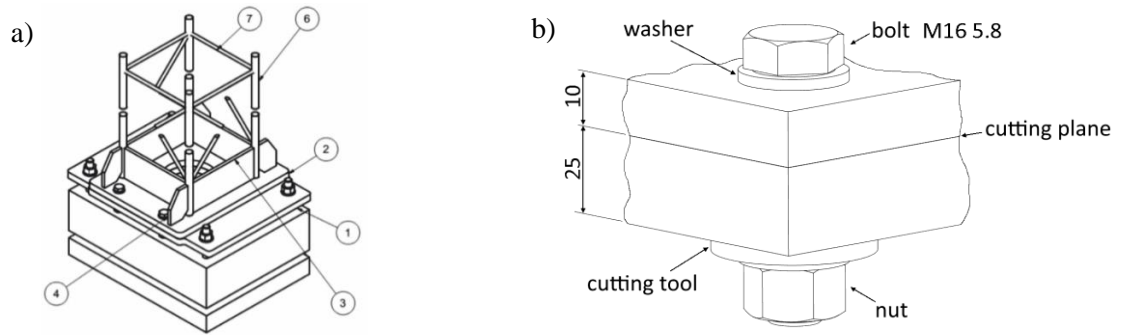 a)
7
6
2
1
3
4
b)
washer
bolt M16 5.8
10
cutting plane
25
cutting tool
nut